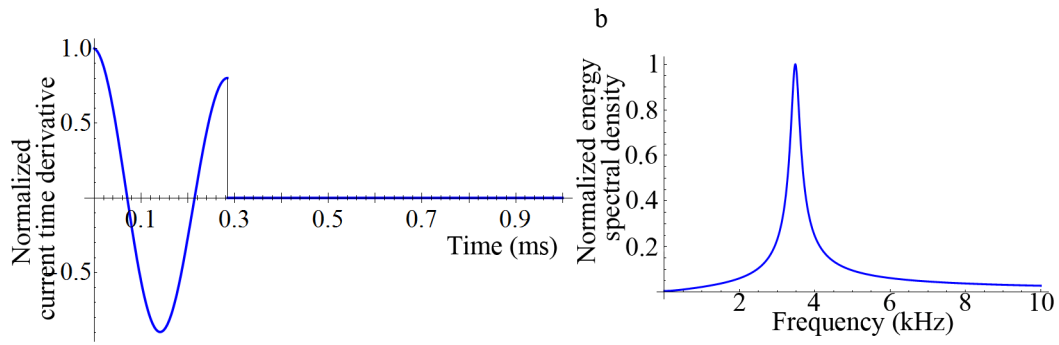 b
Normalized
current time derivative
1.0
0.5
0.5
0.1
0.3
0.5
0.7
0.9
Time (ms)
Normalized energy
spectral density
1
0.8
0.6
0.4
0.2
2
4
6
8
10
Frequency (kHz)